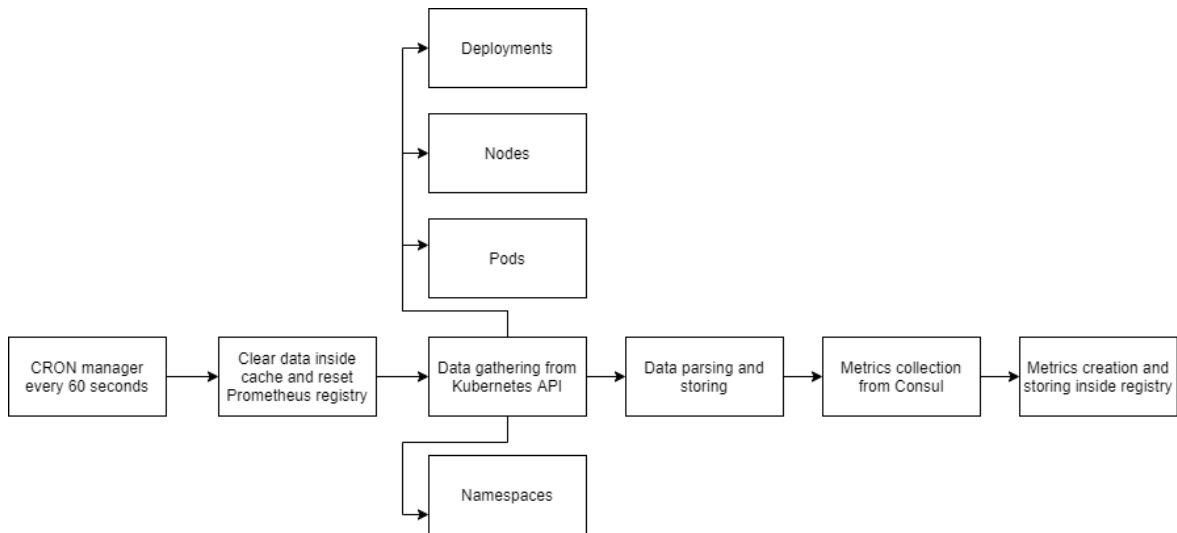 Deployments
Nodes
Pods
CRON manager
every 60 seconds
Clear data inside
cache and reset
Prometheus registry
Data gathering from
Kubernetes API
Data parsing and
storing
Metrics collection
from Consul
Metrics creation and
storing inside registry
Namespaces